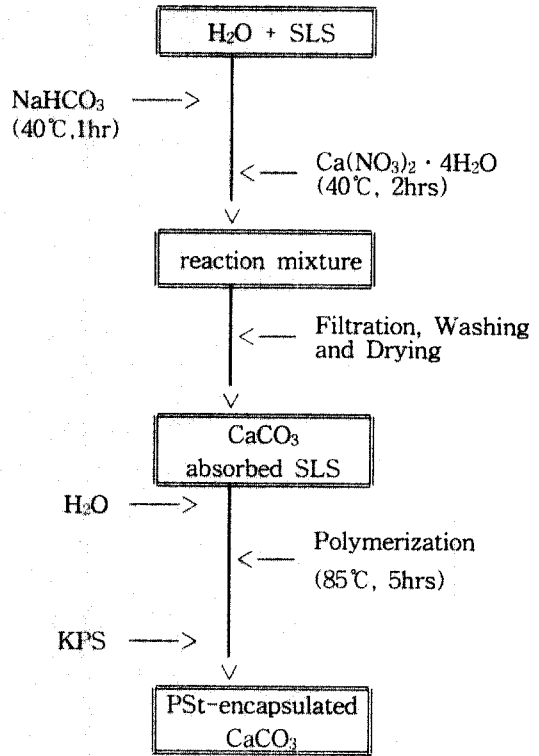 H₂O + SLS
NaHCO₃
(40℃,1hr)
Ca(NO₃)₂ · 4H₂O
(40℃, 2hrs)
reaction mixture
Filtration, Washing
and Drying
CaCO₃
absorbed SLS
H₂O
Polymerization
(85℃, 5hrs)
KPS
PSt-encapsulated
CaCO₃